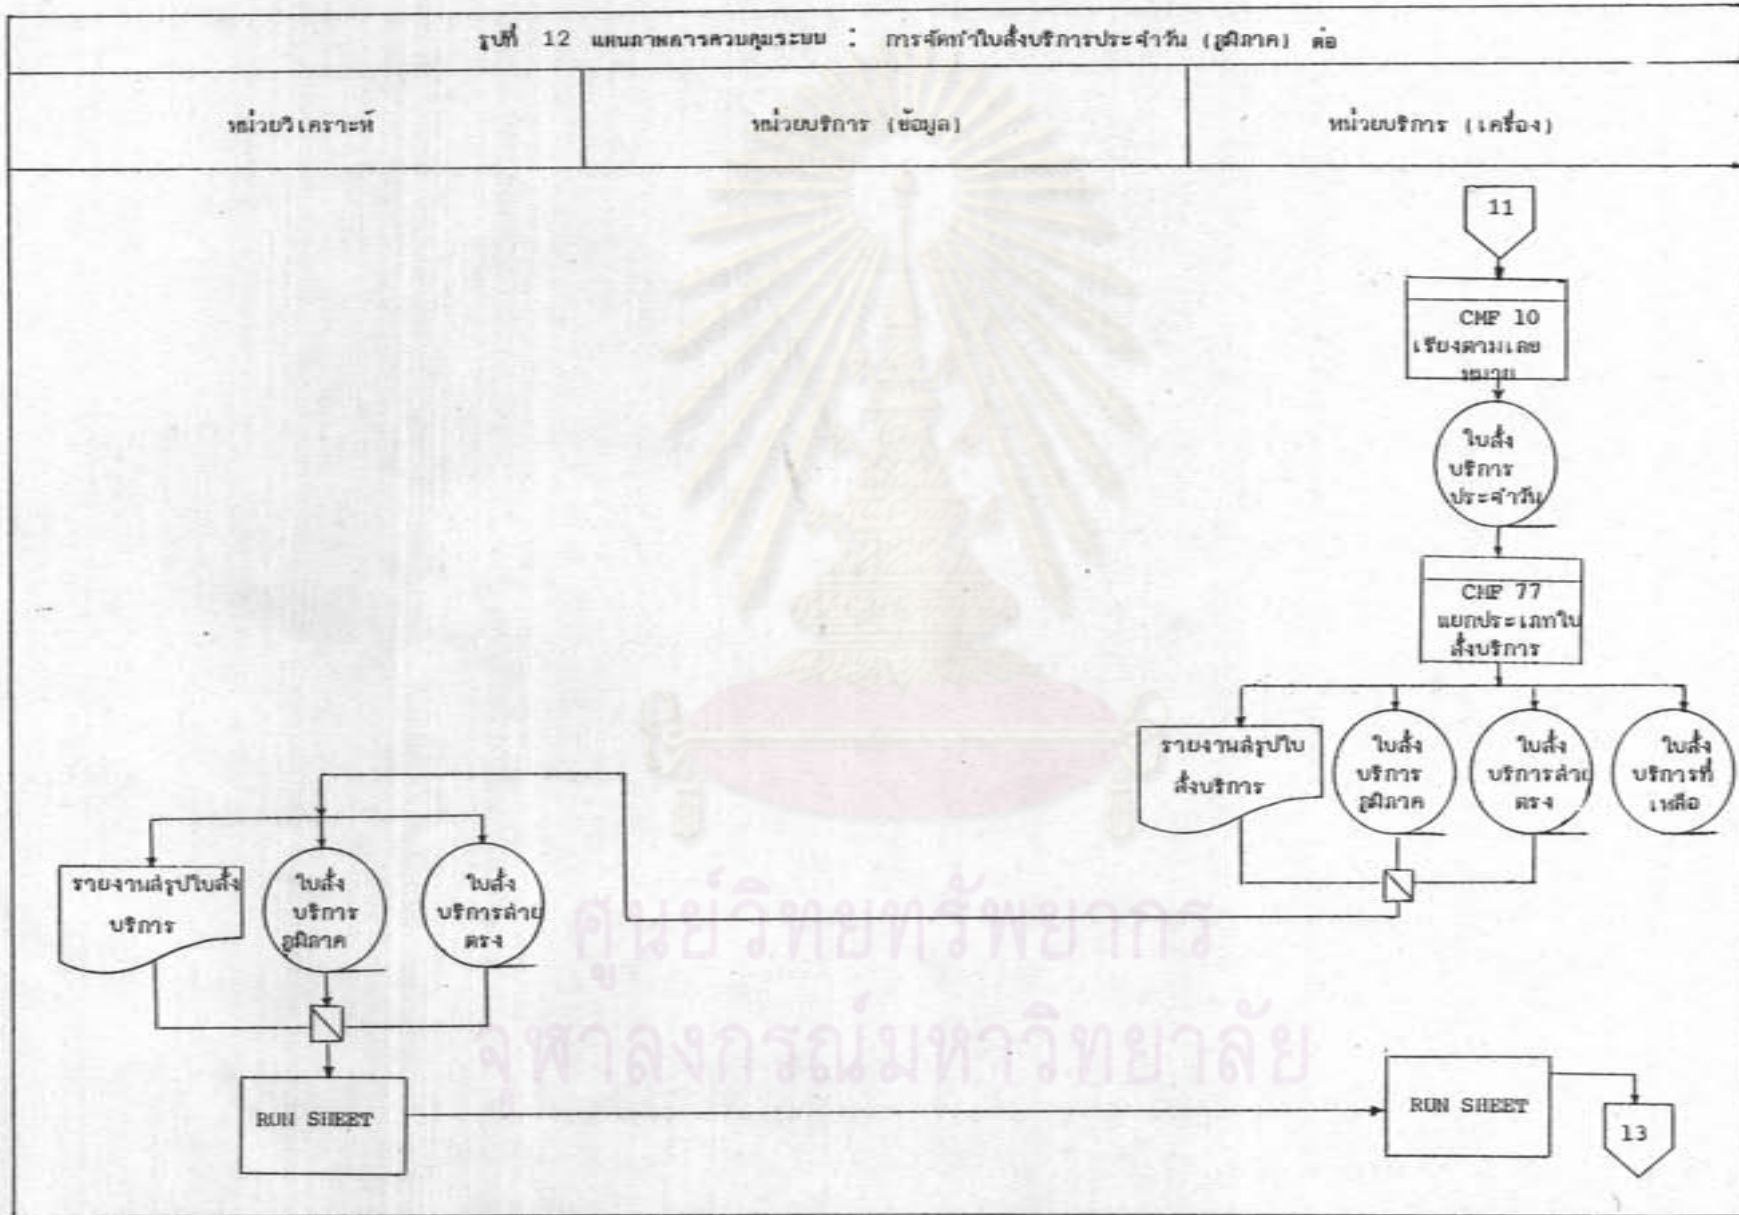 รูปที่ 12 แผนภาพการควบคุมระบบ : การจัดทำใบสั่งบริการประจำวัน (ภูมิภาค) ต่อ
หน่วยวิเคราะห์
หน่วยบริการ (ข้อมูล)
หน่วยบริการ (เครื่อง)
11
CMF 10
เรียงตามเลข
หมาย
ใบสั่ง
บริการ
ประจำวัน
CMF 77
แยกประเภทใบ
สั่งบริการ
รายงานสรุปใบ
สั่งบริการ
ใบสั่ง
บริการ
ภูมิภาค
ใบสั่ง
บริการสาย
ตรง
ใบสั่ง
บริการที่
เหลือ
รายงานสรุปใบสั่ง
บริการ
ใบสั่ง
บริการ
ภูมิภาค
ใบสั่ง
บริการสาย
ตรง
ศูนย์วิทยทรัพยากร
จุฬาลงกรณ์มหาวิทยาลัย
RUN SHEET
RUN SHEET
13